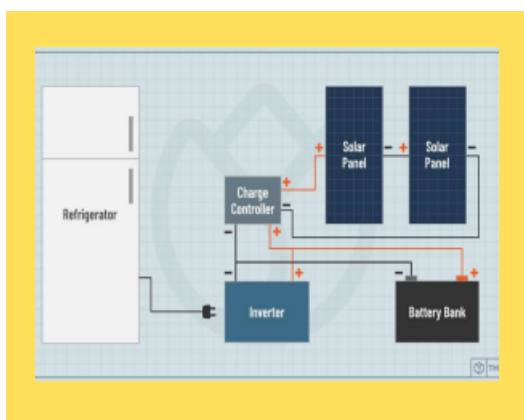 Refrigerator
Charge
Controller
+
-
+
-
Solar
Panel
+
-
Solar
Panel
-
+
-
+
Inverter
-
+
Battery Bank